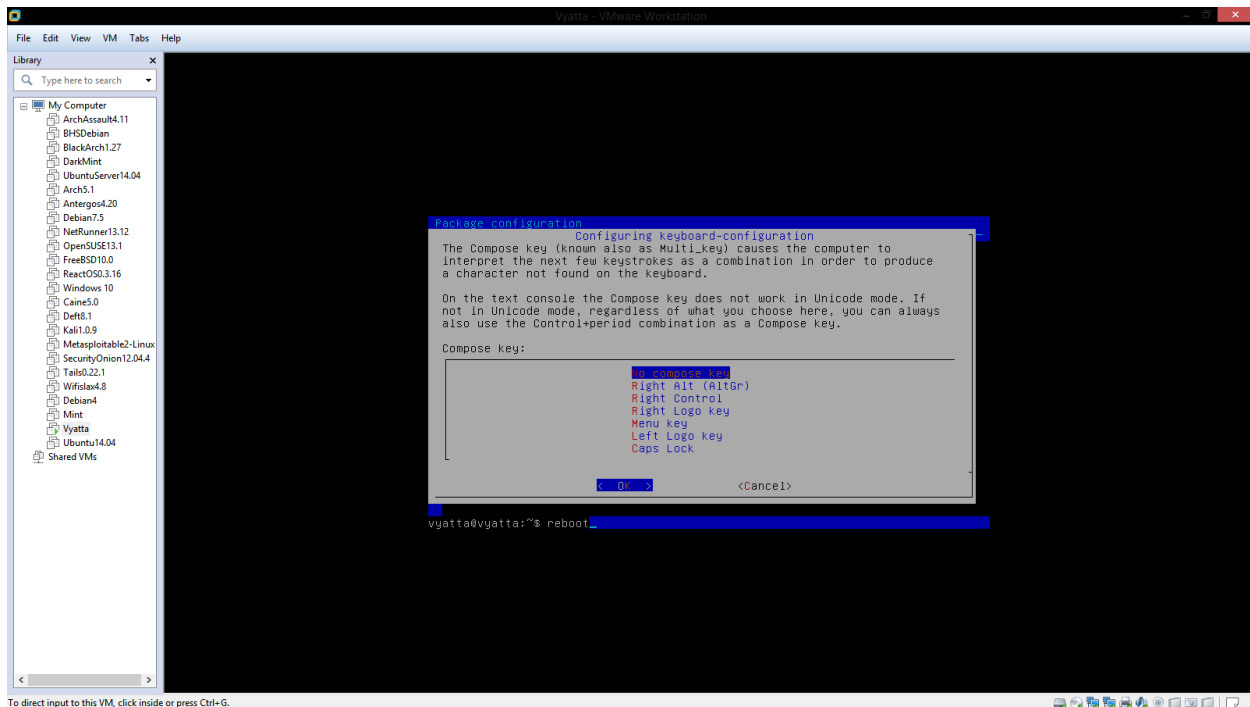 Vyatta - VMware Workstation
File Edit View VM Tabs Help
Library
Type here to search
My Computer
ArchAssault4.11
BHSDebian
BlackArch1.27
DarkMint
UbuntuServer14.04
Arch5.1
Antergos4.20
Debian7.5
NetRunner13.12
OpenSUSE13.1
FreeBSD10.0
ReactOS0.3.16
Windows 10
Caine5.0
Deft8.1
Kali1.0.9
Metasploitable2-Linux
SecurityOnion12.04.4
Tails0.22.1
Wifislax4.8
Debian4
Mint
Vyatta
Ubuntu14.04
Shared VMs
Package configuration
Configuring keyboard-configuration
The Compose key (known also as Multi_key) causes the computer to
interpret the next few keystrokes as a combination in order to produce
a character not found on the keyboard.
On the text console the Compose key does not work in Unicode mode. If
not in Unicode mode, regardless of what you choose here, you can always
also use the Control+period combination as a Compose key.
Compose key:
No compose key
Right Alt (AltGr)
Right Control
Right Logo key
Menu key
Left Logo key
Caps Lock
< OK > <Cancel>
vyatta@vyatta:~$ reboot_
To direct input to this VM, click inside or press Ctrl+G.